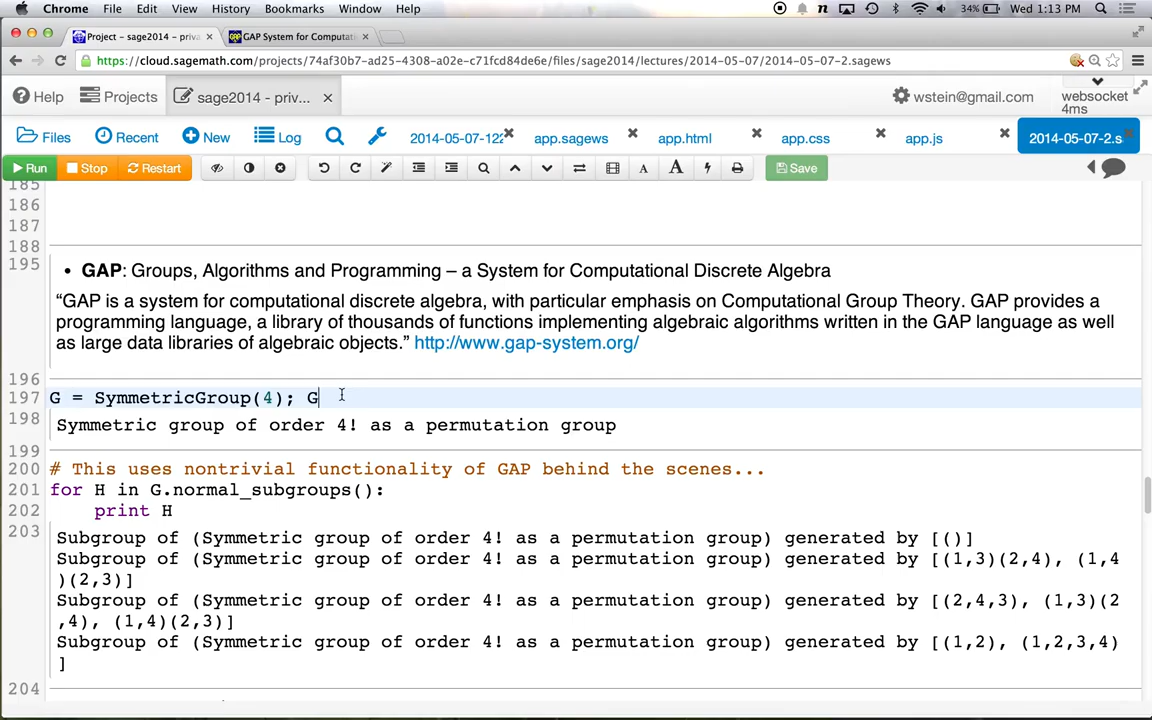 Chrome File Edit View History Bookmarks Window Help 34% Wed 1:13 PM
Project – sage2014 – priva × GAP System for Computati ×
https://cloud.sagemath.com/projects/74af30b7-ad25-4308-a02e-c71fcd84de6e/files/sage2014/lectures/2014-05-07/2014-05-07-2.sagews
Help Projects sage2014 - priv... × wstein@gmail.com websocket
4ms
Files Recent New Log 2014-05-07-122 app.sagews app.html app.css app.js 2014-05-07-2.s
Run Stop Restart A A Save
185
186
187
188
195 • GAP: Groups, Algorithms and Programming – a System for Computational Discrete Algebra
“GAP is a system for computational discrete algebra, with particular emphasis on Computational Group Theory. GAP provides a
programming language, a library of thousands of functions implementing algebraic algorithms written in the GAP language as well
as large data libraries of algebraic objects.” http://www.gap-system.org/
196
197 G = SymmetricGroup(4); G
198 Symmetric group of order 4! as a permutation group
199
200 # This uses nontrivial functionality of GAP behind the scenes...
201 for H in G.normal_subgroups():
202 print H
203 Subgroup of (Symmetric group of order 4! as a permutation group) generated by [()]
Subgroup of (Symmetric group of order 4! as a permutation group) generated by [(1,3)(2,4), (1,4
)(2,3)]
Subgroup of (Symmetric group of order 4! as a permutation group) generated by [(2,4,3), (1,3)(2
,4), (1,4)(2,3)]
Subgroup of (Symmetric group of order 4! as a permutation group) generated by [(1,2), (1,2,3,4)
]
204